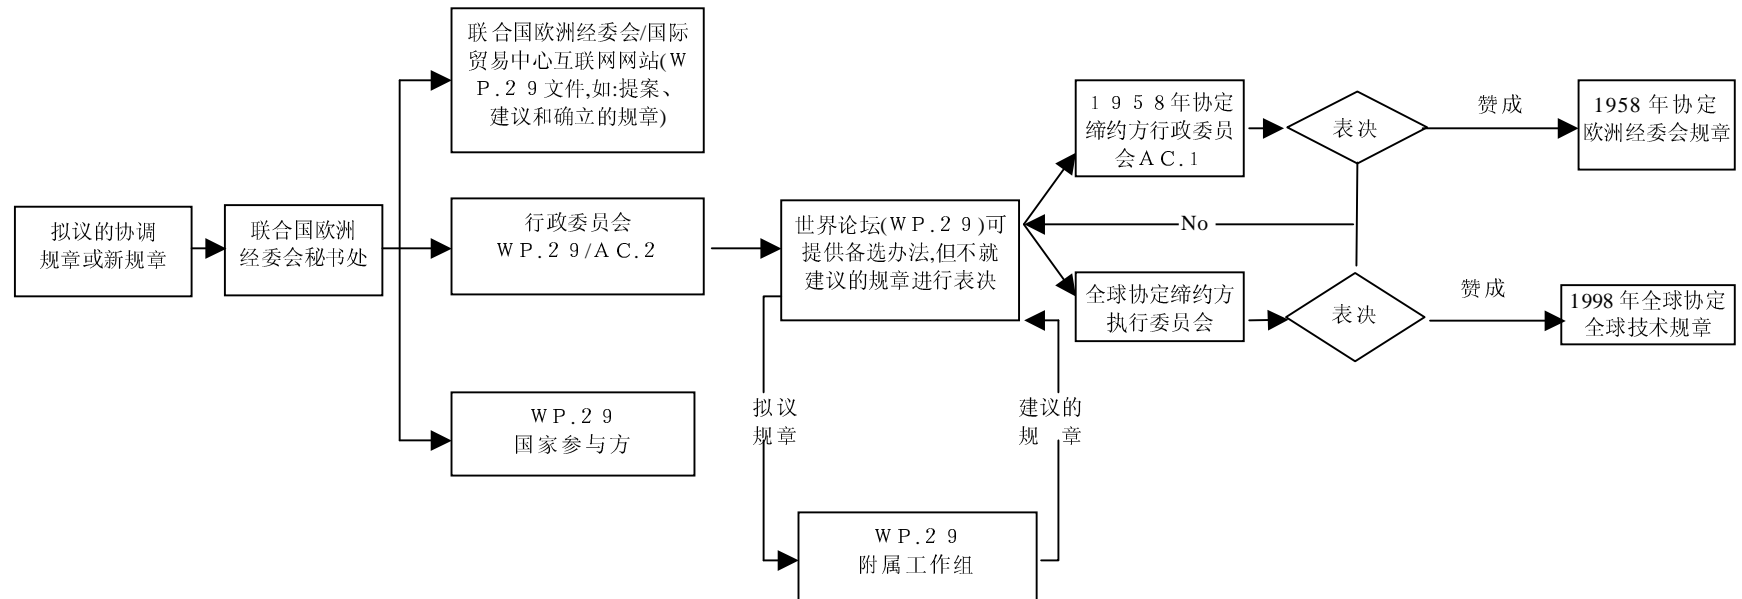 拟议的协调
规章或新规章
联合国欧洲
经委会秘书处
联合国欧洲经委会/国际
贸易中心互联网网站(W
P.29文件,如:提案、
建议和确立的规章)
行政委员会
WP.29/AC.2
WP.29
国家参与方
世界论坛(WP.29)可
提供备选办法,但不就
建议的规章进行表决
拟议
规章
建议的
规 章
WP.29
附属工作组
1958年协定
缔约方行政委员
会AC.1
表决
赞成
1958 年协定
欧洲经委会规章
No
全球协定缔约方
执行委员会
表决
赞成
1998 年全球协定
全球技术规章